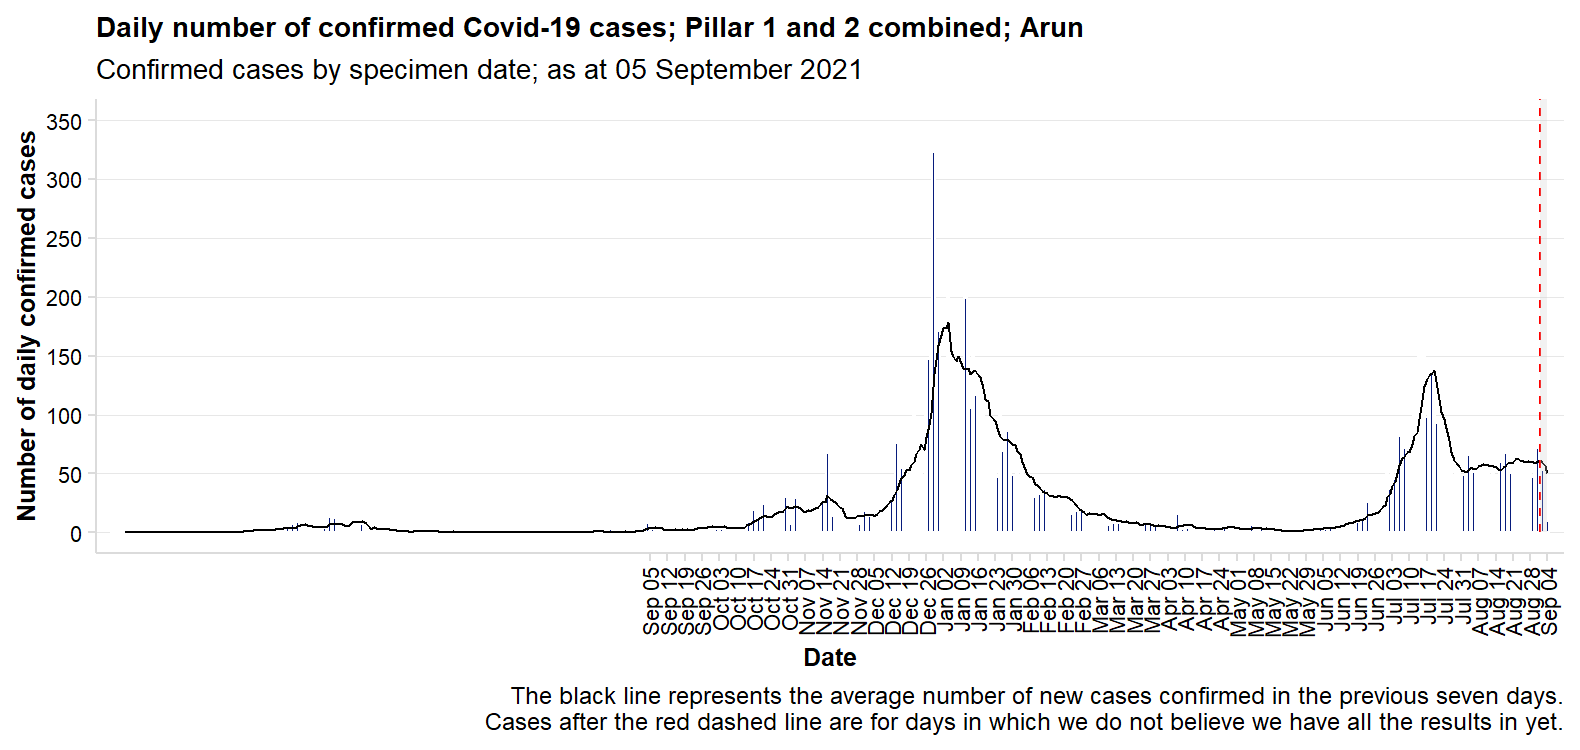 Daily number of confirmed Covid-19 cases; Pillar 1 and 2 combined; Arun
Confirmed cases by specimen date; as at 05 September 2021
Number of daily confirmed cases
350
300
250
200
150
100
50
0
Sep 05
Sep 12
Sep 19
Sep 26
Oct 03
Oct 10
Oct 17
Oct 24
Oct 31
Nov 07
Nov 14
Nov 21
Nov 28
Dec 05
Dec 12
Dec 19
Dec 26
Jan 02
Jan 09
Jan 16
Jan 23
Jan 30
Feb 06
Feb 13
Feb 20
Feb 27
Mar 06
Mar 13
Mar 20
Mar 27
Apr 03
Apr 10
Apr 17
Apr 24
May 01
May 08
May 15
May 22
May 29
Jun 05
Jun 12
Jun 19
Jun 26
Jul 03
Jul 10
Jul 17
Jul 24
Jul 31
Aug 07
Aug 14
Aug 21
Aug 28
Sep 04
Date
The black line represents the average number of new cases confirmed in the previous seven days.
Cases after the red dashed line are for days in which we do not believe we have all the results in yet.